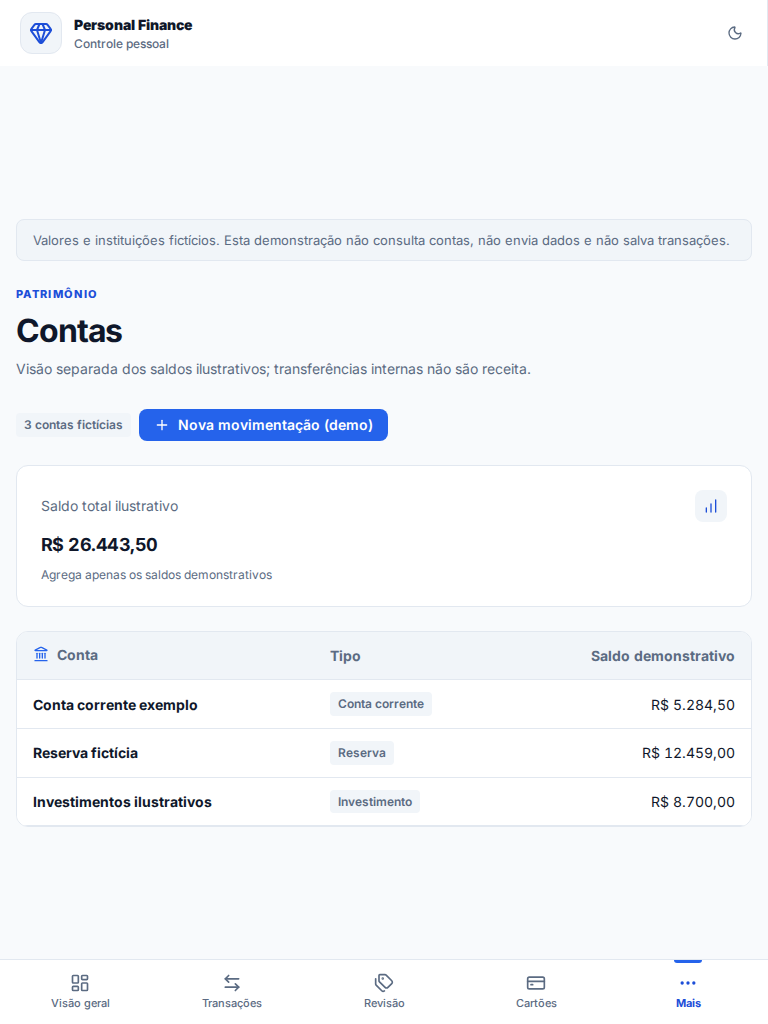 Personal Finance
Controle pessoal
Valores e instituições fictícios. Esta demonstração não consulta contas, não envia dados e não salva transações.
PATRIMÔNIO
Contas
Visão separada dos saldos ilustrativos; transferências internas não são receita.
3 contas fictícias
Nova movimentação (demo)
Saldo total ilustrativo
R$ 26.443,50
Agrega apenas os saldos demonstrativos
Conta Tipo Saldo demonstrativo
Conta corrente exemplo Conta corrente R$ 5.284,50
Reserva fictícia Reserva R$ 12.459,00
Investimentos ilustrativos Investimento R$ 8.700,00
Visão geral Transações Revisão Cartões Mais